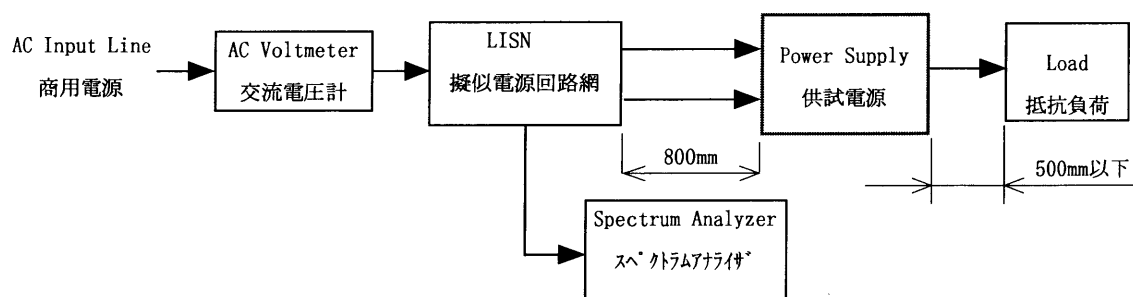 AC Input Line
商用電源
AC Voltmeter
交流電圧計
LISN
擬似電源回路網
Power Supply
供試電源
Load
抵抗負荷
800mm
500mm以下
Spectrum Analyzer
ｽﾍﾟｸﾄﾗﾑｱﾅﾗｲｻﾞ